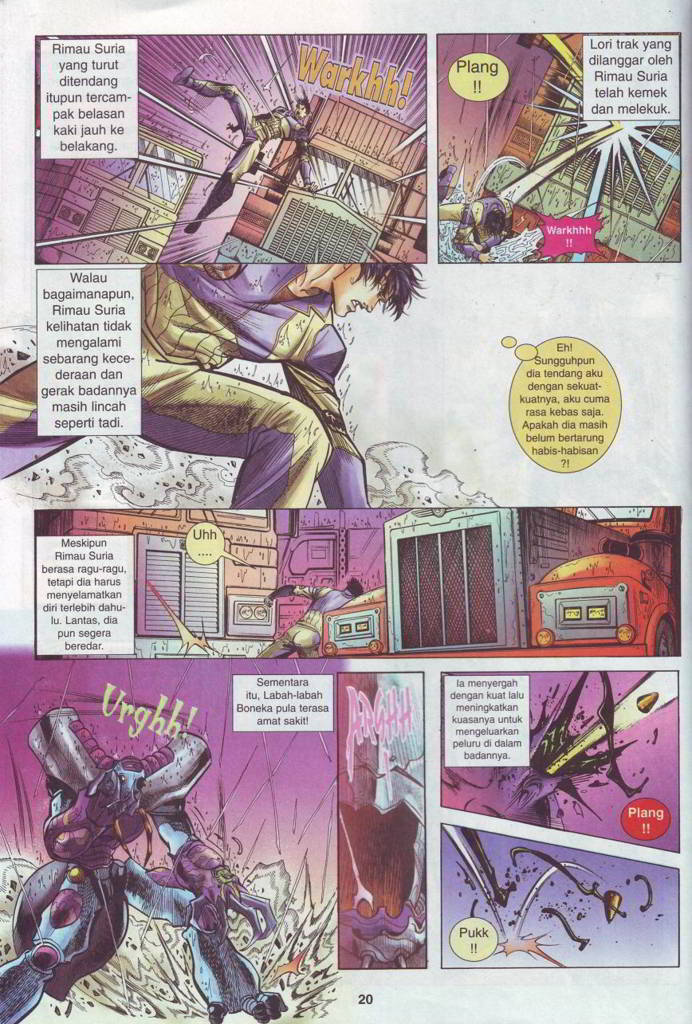 Rimau Suria
yang turut
ditendang
itupun tercam-
pak belasan
kaki jauh ke
belakang.
Warkhh!
Plang
!!
Lori trak yang
dilanggar oleh
Rimau Suria
telah kemek
dan melekuk.
Warkhhh
!!
Walau
bagaimanapun,
Rimau Suria
kelihatan tidak
mengalami
sebarang kece-
deraan dan
gerak badannya
masih lincah
seperti tadi.
Eh!
Sungguhpun
dia tendang aku
dengan sekuat-
kuatnya, aku cuma
rasa kebas saja.
Apakah dia masih
belum bertarung
habis-habisan
?!
Meskipun
Rimau Suria
berasa ragu-ragu,
tetapi dia harus
menyelamatkan
diri terlebih dahu-
lu. Lantas, dia
pun segera
beredar.
Uhh
....
Urghh!
Sementara
itu, Labah-labah
Boneka pula terasa
amat sakit!
ARGHH
!
Ia menyergah
dengan kuat lalu
meningkatkan
kuasanya untuk
mengeluarkan
peluru di dalam
badannya.
Plang
!!
Pukk
!!
20